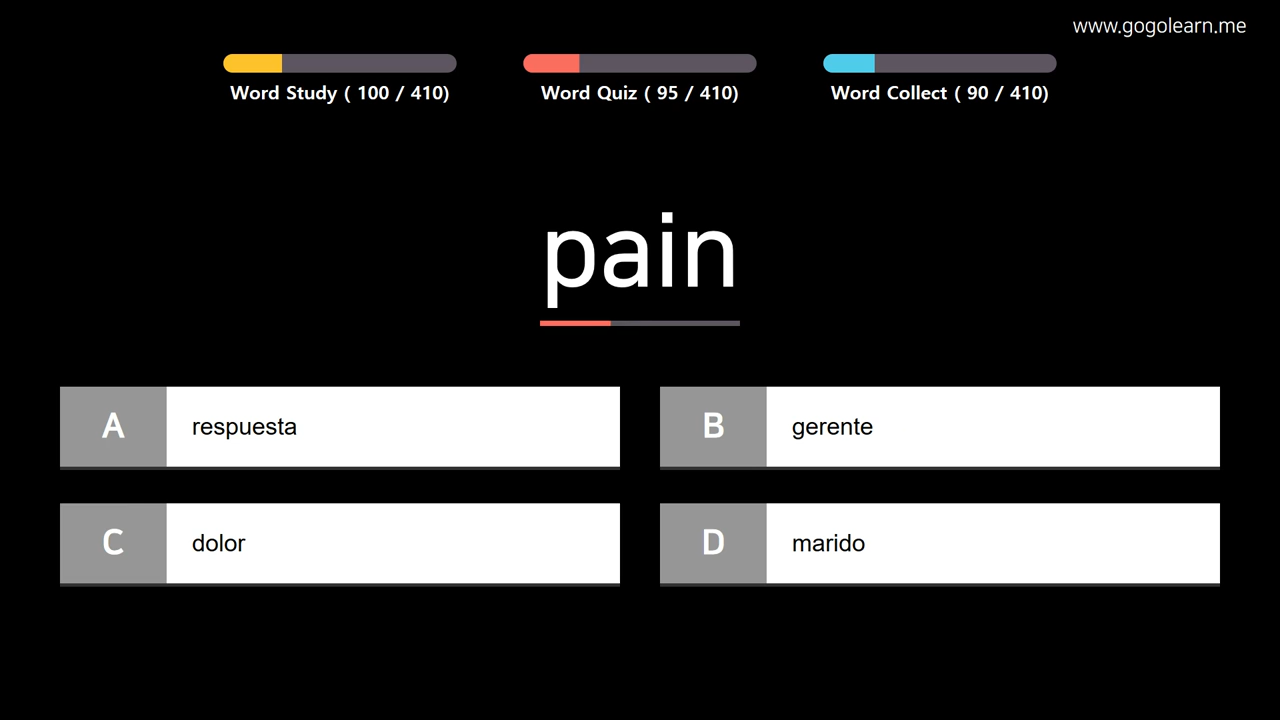 www.gogolearn.me
Word Study ( 100 / 410)
Word Quiz ( 95 / 410)
Word Collect ( 90 / 410)
pain
A respuesta
B gerente
C dolor
D marido